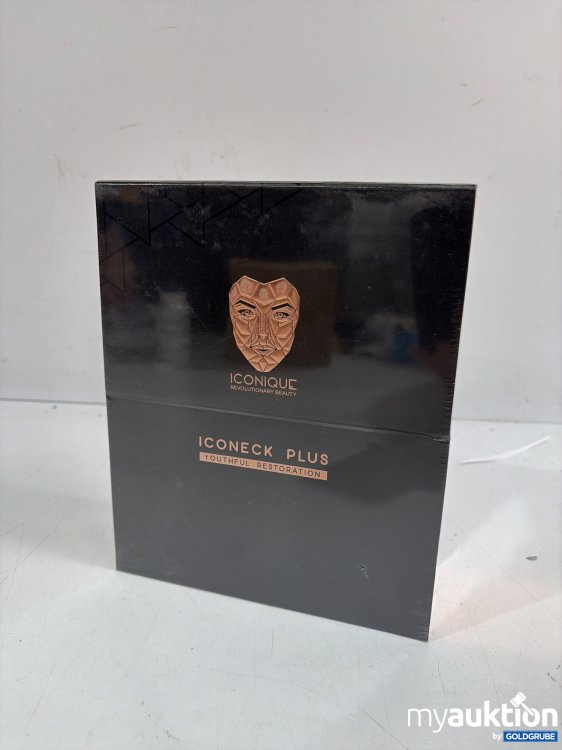 ICONIQUE
REVOLUTIONARY BEAUTY
ICONECK PLUS
YOUTHFUL RESTORATION
myauktion
by GOLDGRUBE